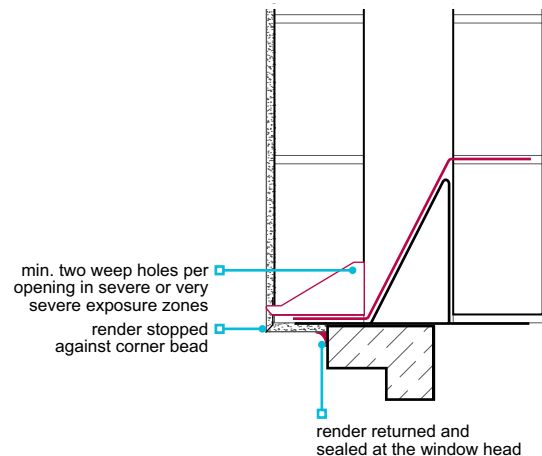 min. two weep holes per
opening in severe or very
severe exposure zones
render stopped
against corner bead
render returned and
sealed at the window head